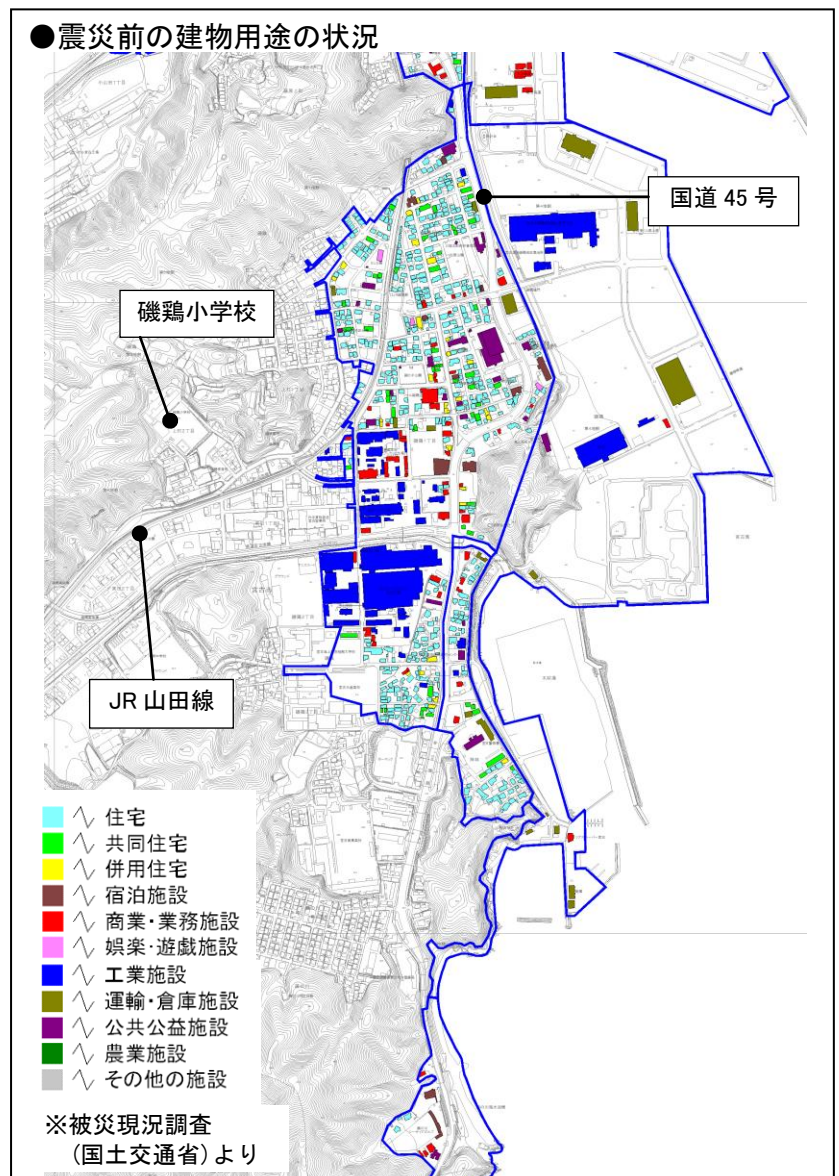 ●震災前の建物用途の状況
国道 45 号
磯鶏小学校
JR 山田線
住宅
共同住宅
併用住宅
宿泊施設
商業・業務施設
娯楽・遊戯施設
工業施設
運輸・倉庫施設
公共公益施設
農業施設
その他の施設
※被災現況調査
(国土交通省)より